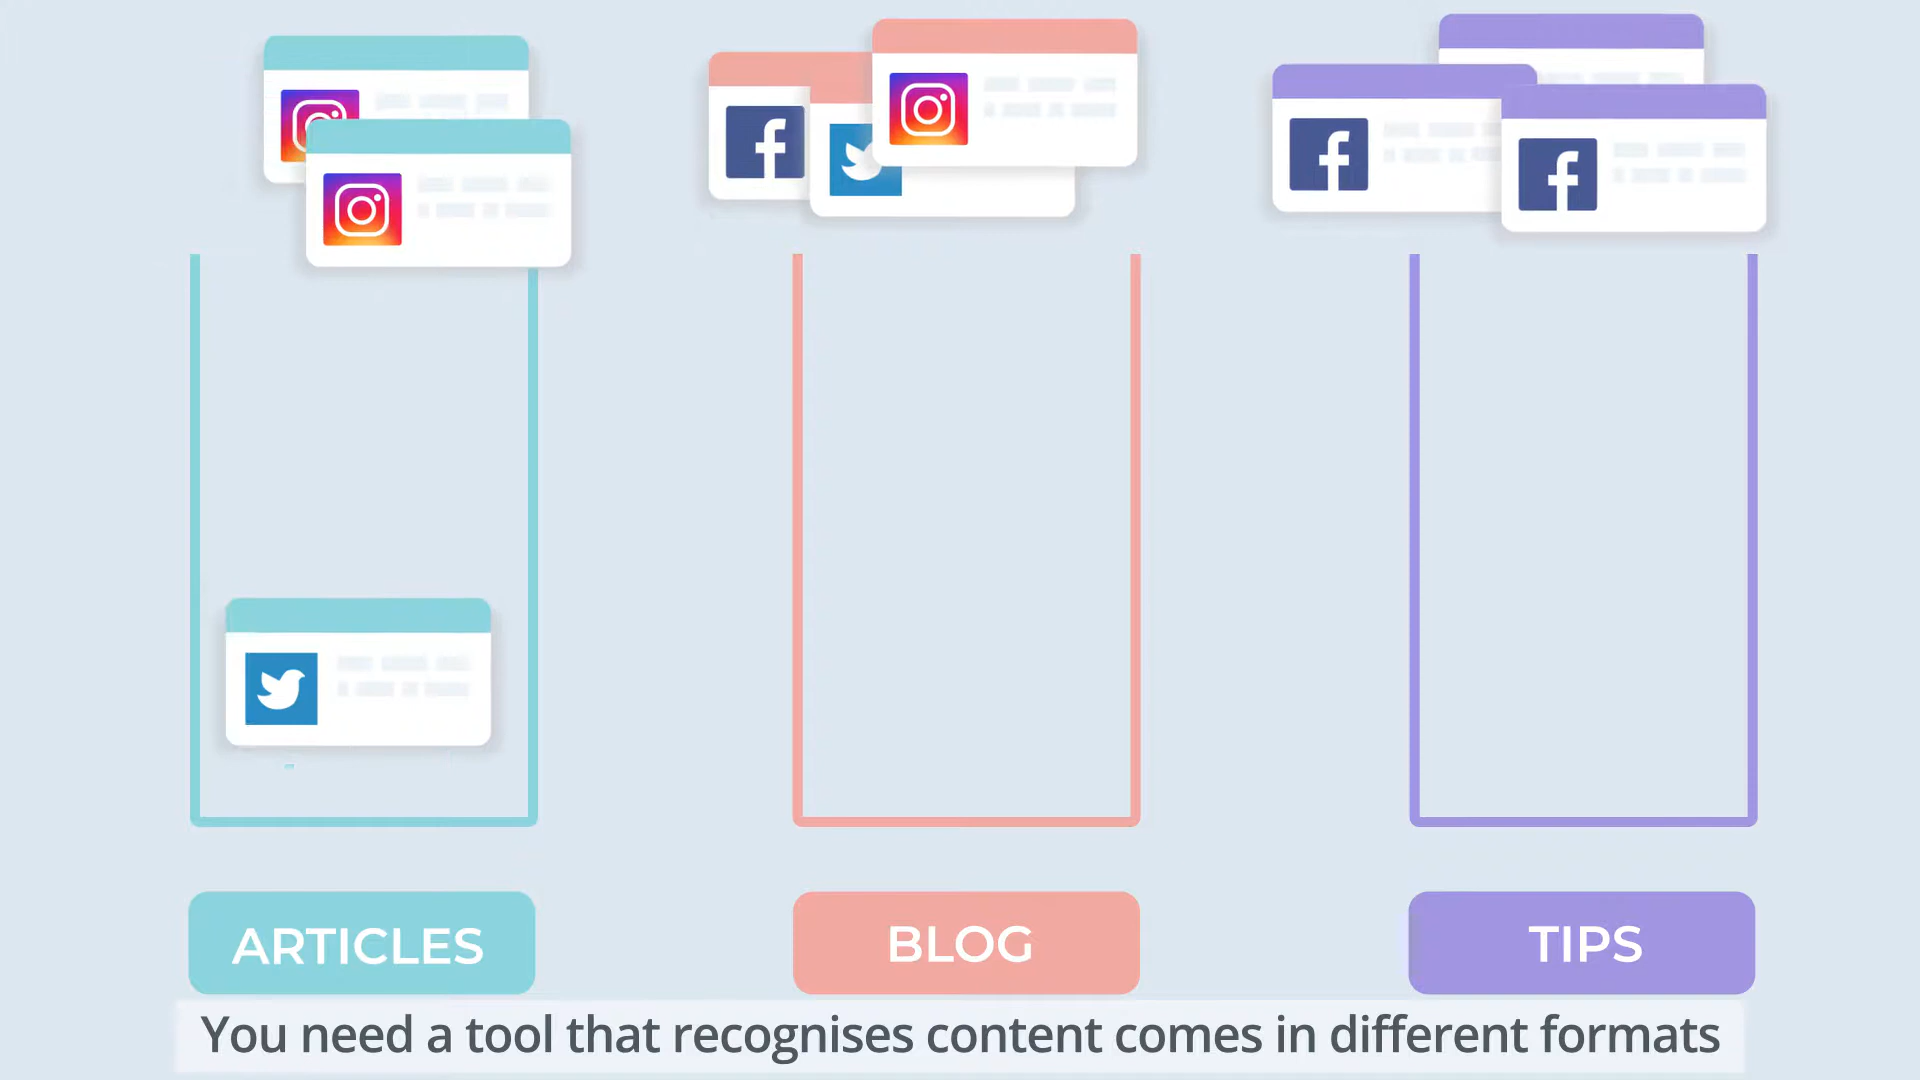 ARTICLES
BLOG
TIPS
You need a tool that recognises content comes in different formats